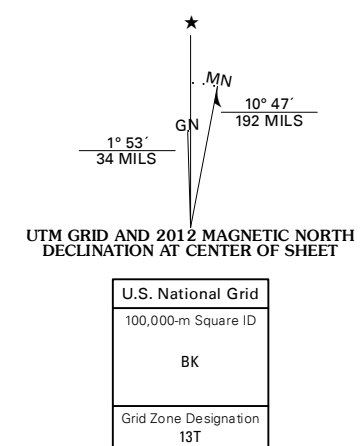 ★
MN
GN
10° 47´
192 MILS
1° 53´
34 MILS
UTM GRID AND 2012 MAGNETIC NORTH
DECLINATION AT CENTER OF SHEET
U.S. National Grid
100,000-m Square ID
BK
Grid Zone Designation
13T